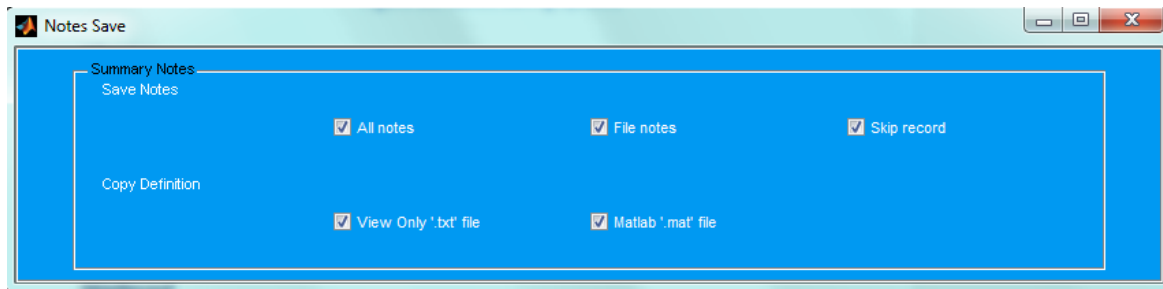 Notes Save
Summary Notes
Save Notes
All notes File notes Skip record
Copy Definition
View Only '.txt' file Matlab '.mat' file